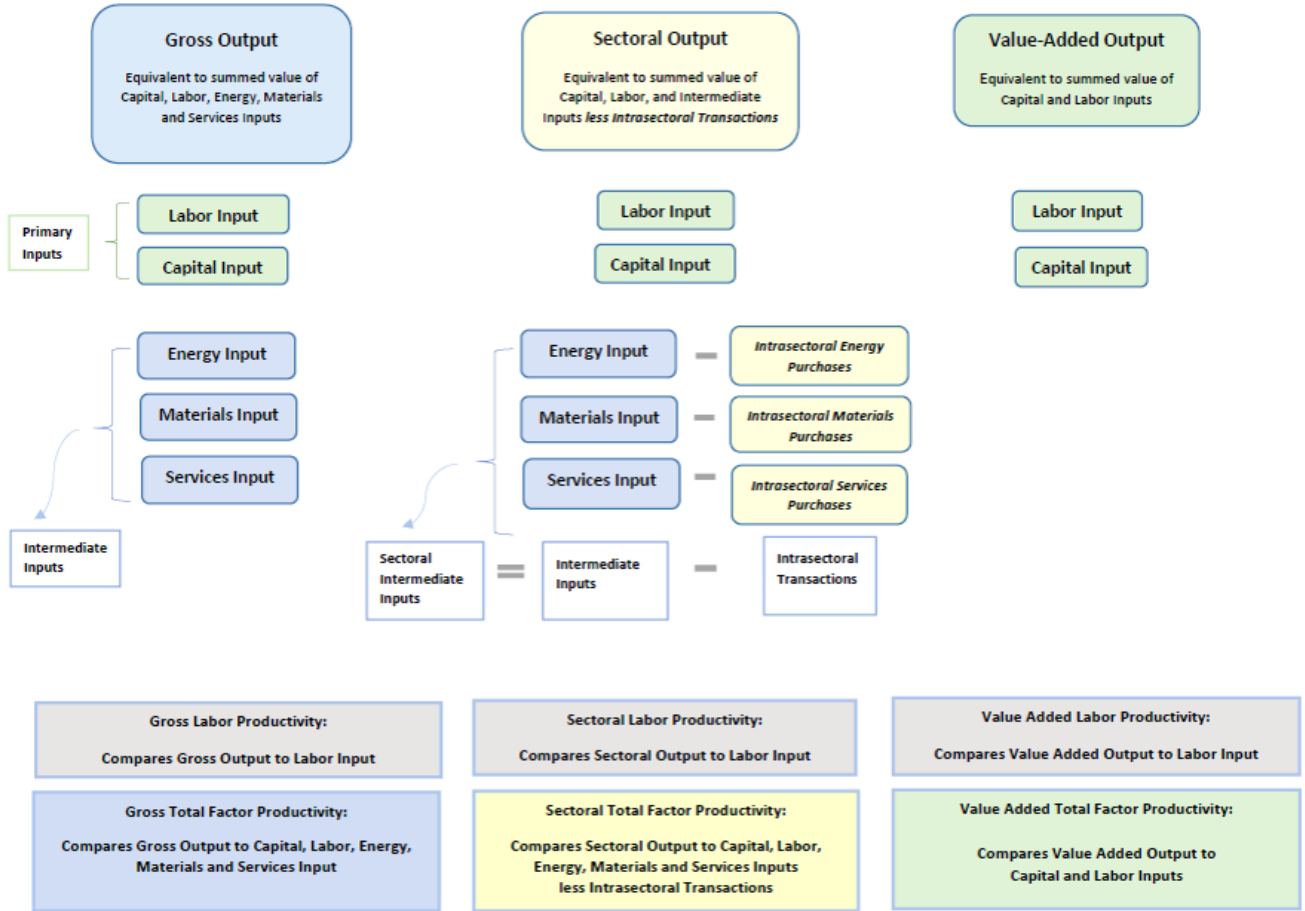 Gross Output
Equivalent to summed value of
Capital, Labor, Energy, Materials
and Services Inputs
Sectoral Output
Equivalent to summed value of
Capital, Labor, and Intermediate
Inputs less Intrasectoral Transactions
Value-Added Output
Equivalent to summed value of
Capital and Labor Inputs
Primary
Inputs
Labor Input
Capital Input
Labor Input
Capital Input
Labor Input
Capital Input
Energy Input
Materials Input
Services Input
Intermediate
Inputs
Energy Input
–
Intrasectoral Energy
Purchases
Materials Input
–
Intrasectoral Materials
Purchases
Services Input
–
Intrasectoral Services
Purchases
Sectoral
Intermediate
Inputs
=
Intermediate
Inputs
–
Intrasectoral
Transactions
Gross Labor Productivity:
Compares Gross Output to Labor Input
Sectoral Labor Productivity:
Compares Sectoral Output to Labor Input
Value Added Labor Productivity:
Compares Value Added Output to Labor Input
Gross Total Factor Productivity:
Compares Gross Output to Capital, Labor, Energy,
Materials and Services Input
Sectoral Total Factor Productivity:
Compares Sectoral Output to Capital, Labor,
Energy, Materials and Services Inputs
less Intrasectoral Transactions
Value Added Total Factor Productivity:
Compares Value Added Output to
Capital and Labor Inputs